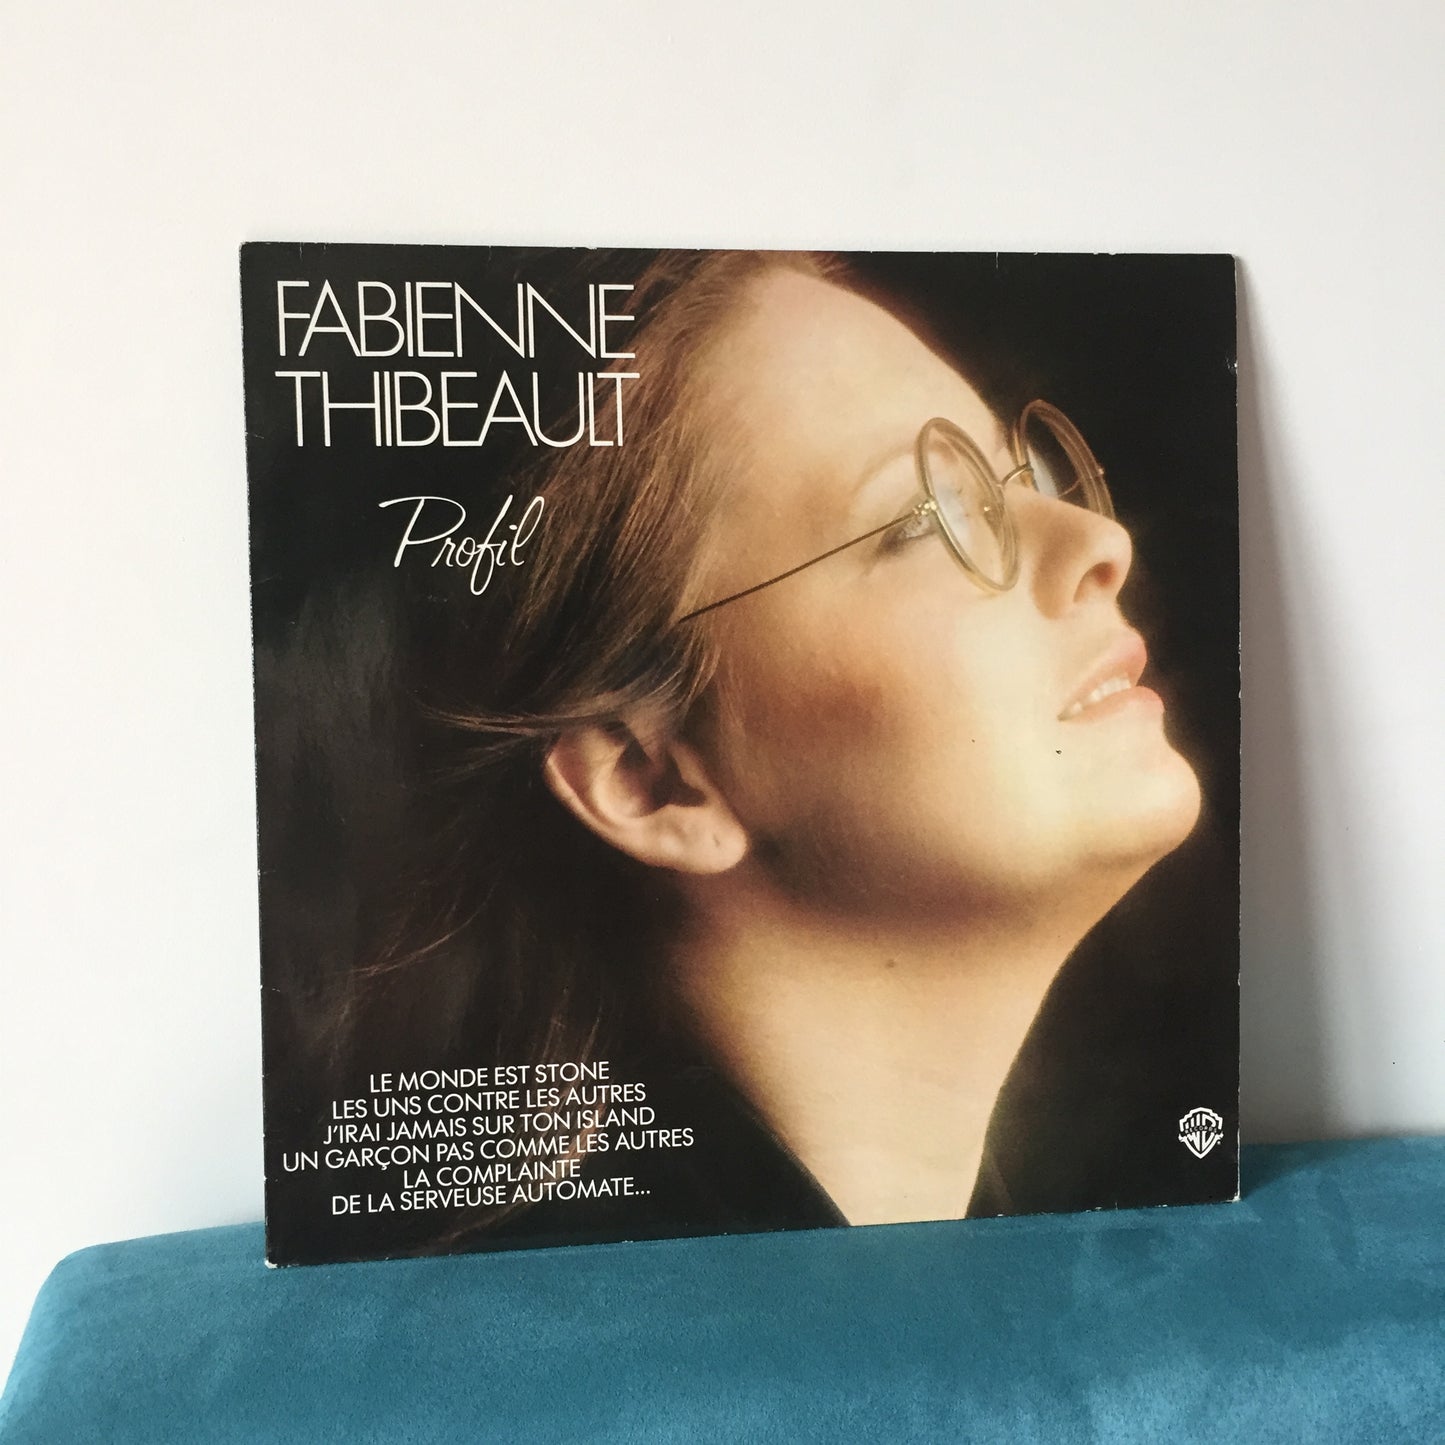 FABIENNE
THIBEAULT
Profil
LE MONDE EST STONE
LES UNS CONTRE LES AUTRES
J'IRAI JAMAIS SUR TON ISLAND
UN GARÇON PAS COMME LES AUTRES
LA COMPLAINTE
DE LA SERVEUSE AUTOMATE...
WB
RECORDS